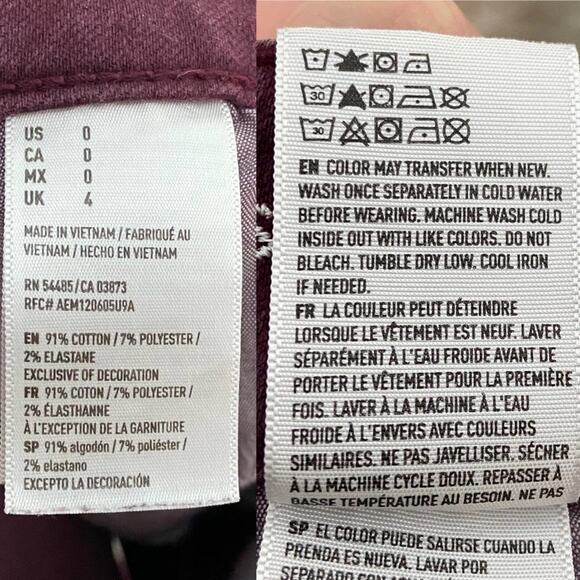 US 0
CA 0
MX 0
UK 4
MADE IN VIETNAM / FABRIQUÉ AU
VIETNAM / HECHO EN VIETNAM
RN 54485/CA 03873
RFC# AEM120605U9A
EN 91% COTTON / 7% POLYESTER /
2% ELASTANE
EXCLUSIVE OF DECORATION
FR 91% COTON / 7% POLYESTER /
2% ÉLASTHANNE
À L'EXCEPTION DE LA GARNITURE
SP 91% algodón / 7% poliéster /
2% elastano
EXCEPTO LA DECORACIÓN
30
30
EN COLOR MAY TRANSFER WHEN NEW.
WASH ONCE SEPARATELY IN COLD WATER
BEFORE WEARING. MACHINE WASH COLD
INSIDE OUT WITH LIKE COLORS. DO NOT
BLEACH. TUMBLE DRY LOW. COOL IRON
IF NEEDED.
FR LA COULEUR PEUT DÉTEINDRE
LORSQUE LE VÊTEMENT EST NEUF. LAVER
SÉPARÉMENT À L'EAU FROIDE AVANT DE
PORTER LE VÊTEMENT POUR LA PREMIÈRE
FOIS. LAVER À LA MACHINE À L'EAU
FROIDE À L'ENVERS AVEC COULEURS
SIMILAIRES. NE PAS JAVELLISER. SÉCHER
À LA MACHINE CYCLE DOUX. REPASSER À
BASSE TEMPÉRATURE AU BESOIN. NE PAS
SP EL COLOR PUEDE SALIRSE CUANDO LA
PRENDA ES NUEVA. LAVAR POR
SEPARADO CON